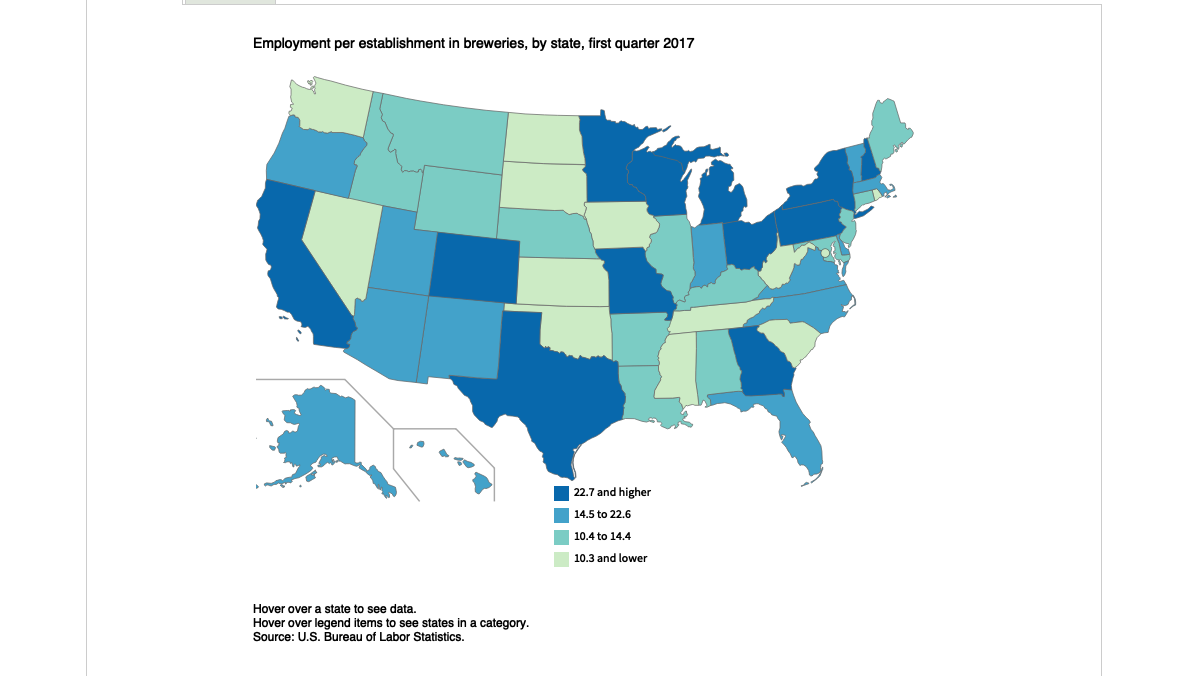 Employment per establishment in breweries, by state, first quarter 2017
22.7 and higher
14.5 to 22.6
10.4 to 14.4
10.3 and lower
Hover over a state to see data.
Hover over legend items to see states in a category.
Source: U.S. Bureau of Labor Statistics.